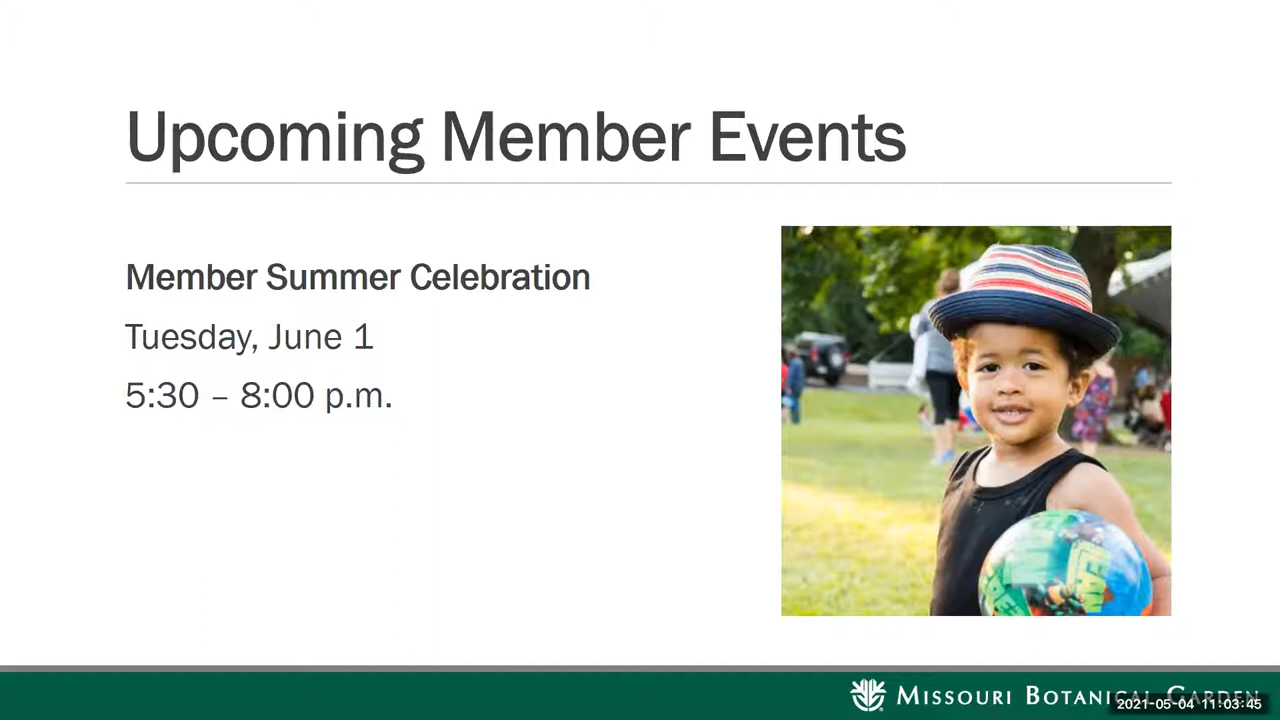 Upcoming Member Events
Member Summer Celebration
Tuesday, June 1
5:30 – 8:00 p.m.
MISSOURI BOTANICAL GARDEN
2021-05-04 11:03:45